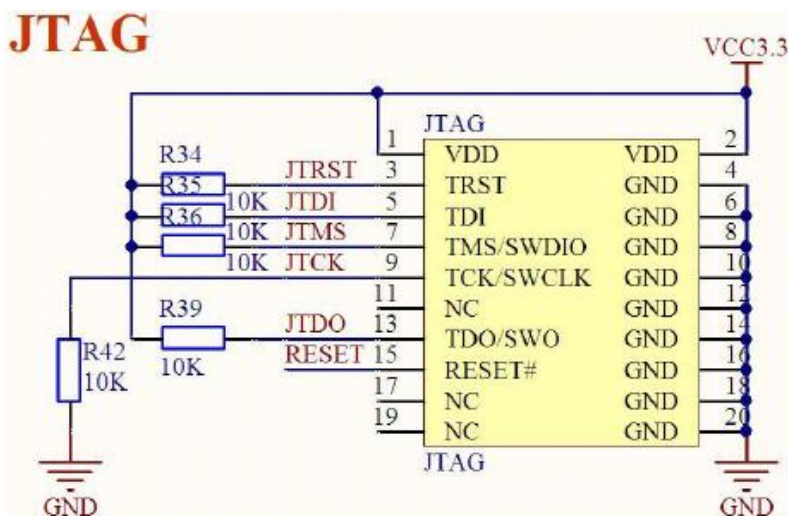 JTAG
VCC3.3
JTAG
1 VDD VDD 2
R34
JTRST 3 TRST GND 4
R35
10K JTDI 5 TDI GND 6
R36
10K JTMS 7 TMS/SWDIO GND 8
10K JTCK 9 TCK/SWCLK GND 10
11 NC GND 12
R39
JTDO 13 TDO/SWO GND 14
R42
10K
10K
RESET 15 RESET# GND 16
17 NC GND 18
19 NC GND 20
JTAG
GND
GND